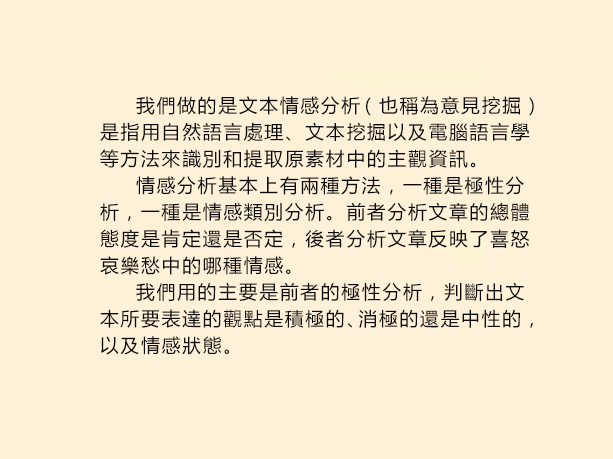 我們做的是文本情感分析（也稱為意見挖掘）
是指用自然語言處理、文本挖掘以及電腦語言學
等方法來識別和提取原素材中的主觀資訊。
情感分析基本上有兩種方法，一種是極性分
析，一種是情感類別分析。前者分析文章的總體
態度是肯定還是否定，後者分析文章反映了喜怒
哀樂愁中的哪種情感。
我們用的主要是前者的極性分析，判斷出文
本所要表達的觀點是積極的、消極的還是中性的，
以及情感狀態。